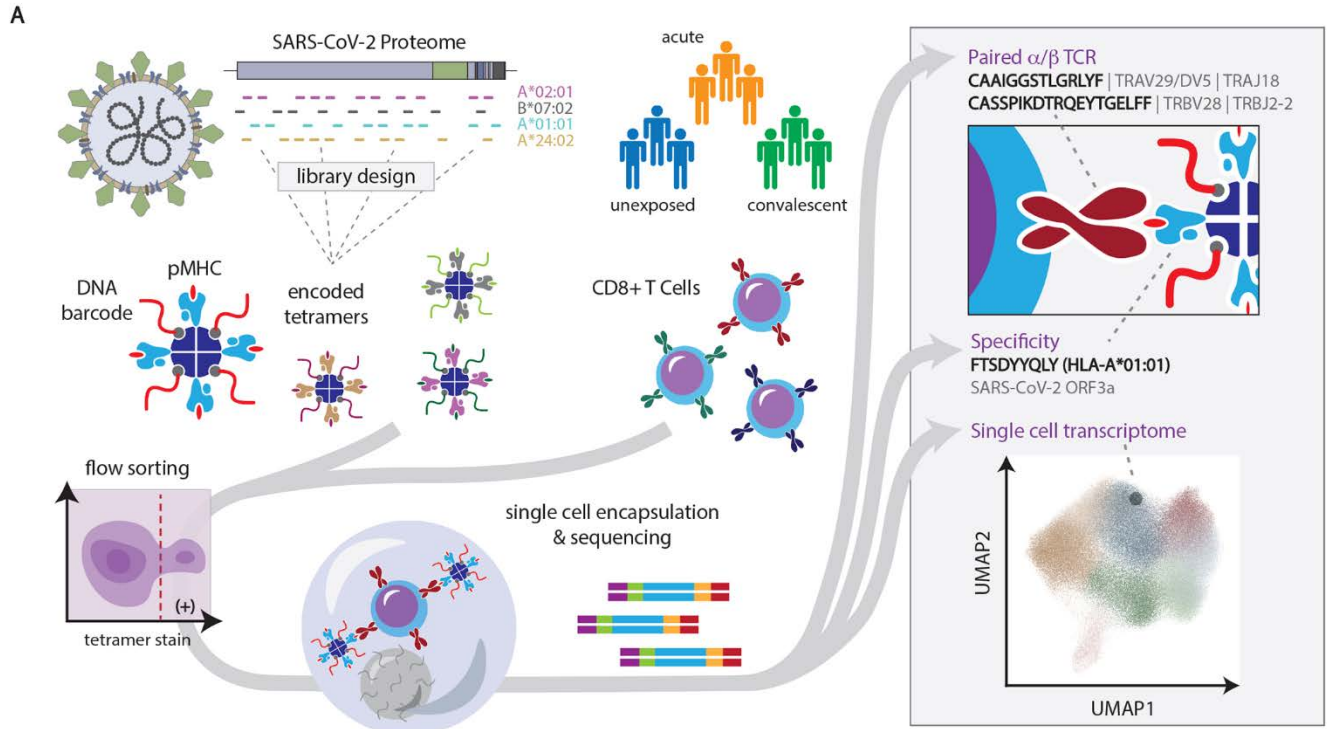 A
SARS-CoV-2 Proteome
A*02:01
B*07:02
A*01:01
A*24:02
library design
acute
unexposed
convalescent
DNA
barcode
pMHC
encoded
tetramers
CD8+ T Cells
flow sorting
(+)
tetramer stain
single cell encapsulation
& sequencing
Paired α/β TCR
CAAIGGSTLGRLYF | TRAV29/DV5 | TRAJ18
CASSPIKDTRQEYTGELFF | TRBV28 | TRBJ2-2
Specificity
FTSDYYQLY (HLA-A*01:01)
SARS-CoV-2 ORF3a
Single cell transcriptome
UMAP2
UMAP1